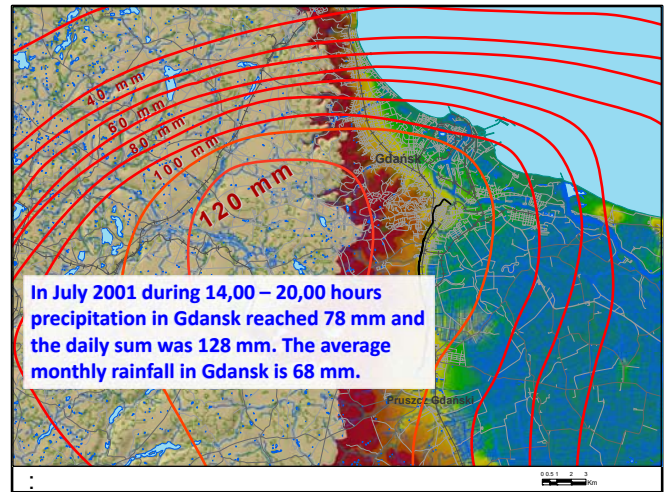 40 mm
60 mm
80 mm
100 mm
120 mm
Gdańsk
In July 2001 during 14,00 – 20,00 hours
precipitation in Gdansk reached 78 mm and
the daily sum was 128 mm. The average
monthly rainfall in Gdansk is 68 mm.
Pruszcz Gdański
:
0 0.5 1 2 3
Km